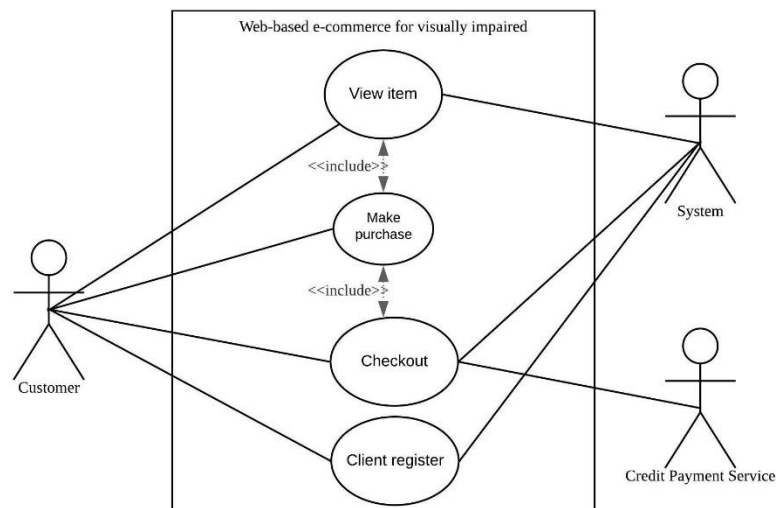 Web-based e-commerce for visually impaired
View item
<<include>>
Make
purchase
System
<<include>>
Checkout
Customer
Client register
Credit Payment Service